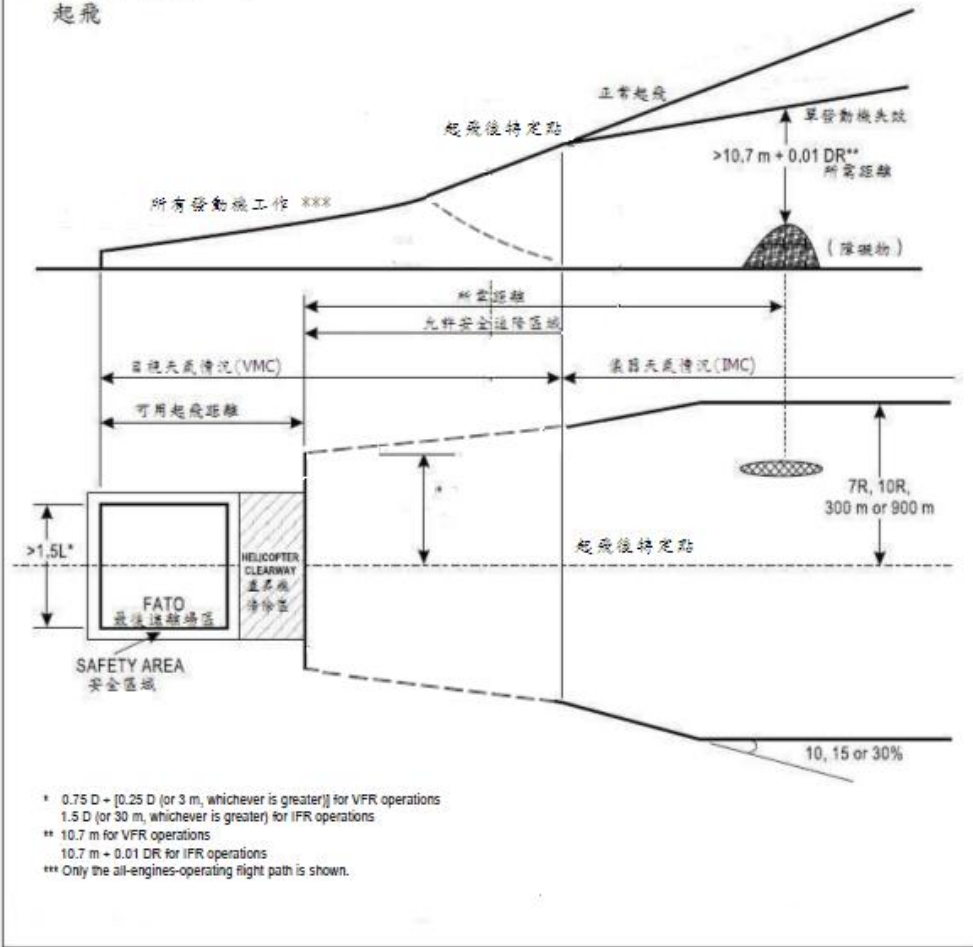 起飛
正常起飛
起飛後特定點
單發動機失效
>10.7 m + 0.01 DR**
所需距離
所有發動機工作 ***
(障礙物)
所需距離
允許安全迫降區域
目視天氣情況(VMC)
儀器天氣情況(IMC)
可用起飛距離
*
7R, 10R,
300 m or 900 m
>1.5L*
HELICOPTER
CLEARWAY
直昇機
清除區
起飛後特定點
FATO
最後進離場區
SAFETY AREA
安全區域
10, 15 or 30%
* 0.75 D + [0.25 D (or 3 m, whichever is greater)] for VFR operations
1.5 D (or 30 m, whichever is greater) for IFR operations
** 10.7 m for VFR operations
10.7 m + 0.01 DR for IFR operations
*** Only the all-engines-operating flight path is shown.